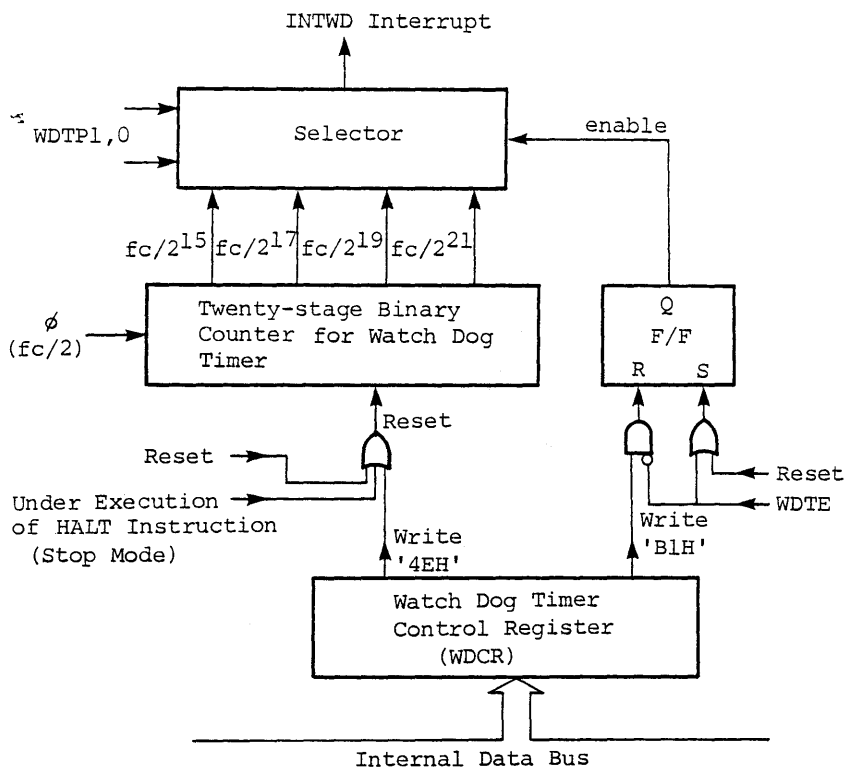 INTWD Interrupt
WDTP1,0
Selector
enable
fc/2^15 fc/2^17 fc/2^19 fc/2^21
φ
(fc/2)
Twenty-stage Binary
Counter for Watch Dog
Timer
Q
F/F
R S
Reset
Reset
Under Execution
of HALT Instruction
(Stop Mode)
Write
'4EH'
Write
'B1H'
Reset
WDTE
Watch Dog Timer
Control Register
(WDCR)
Internal Data Bus